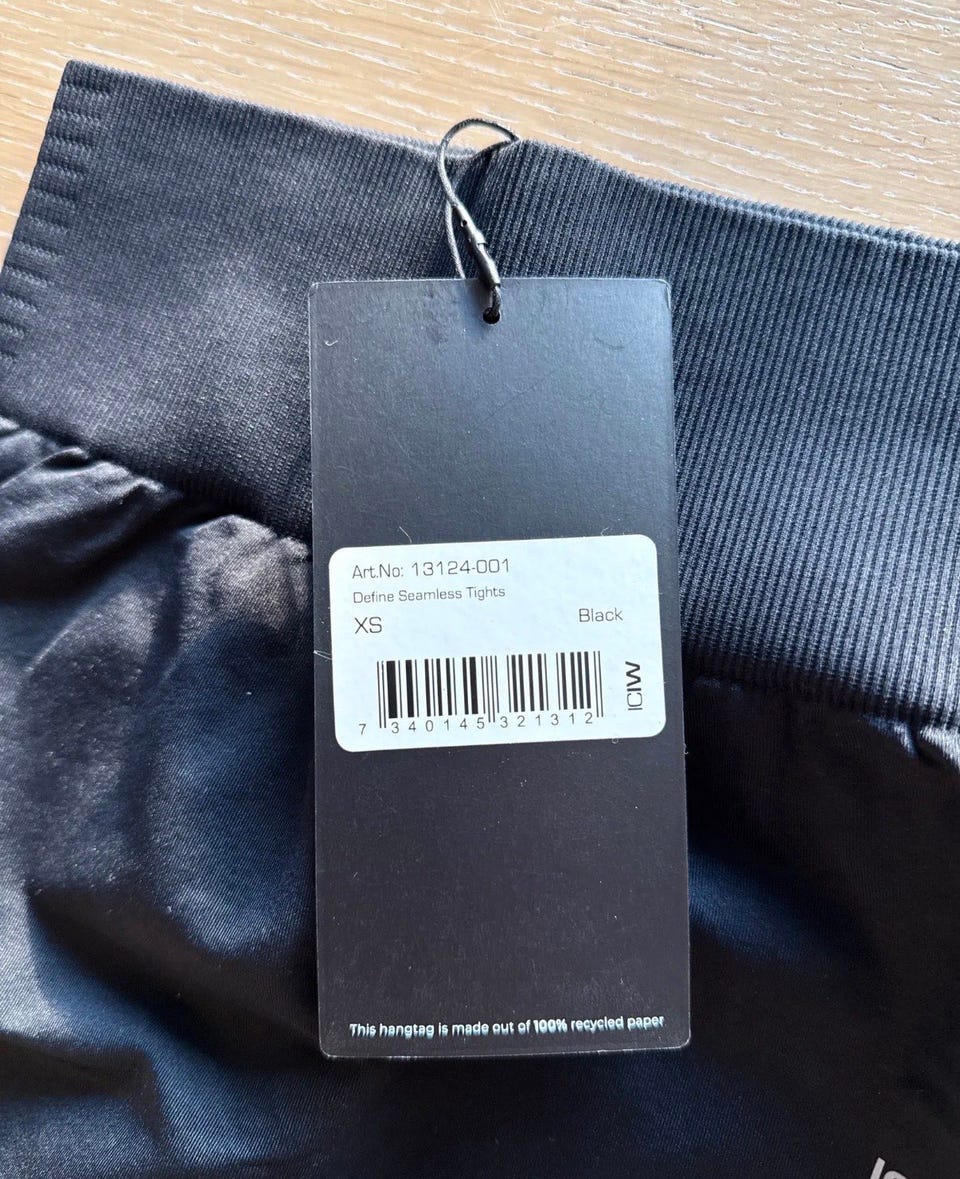 Art.No: 13124-001
Define Seamless Tights
XS Black
7 340145 321312
ICIW
This hangtag is made out of 100% recycled paper